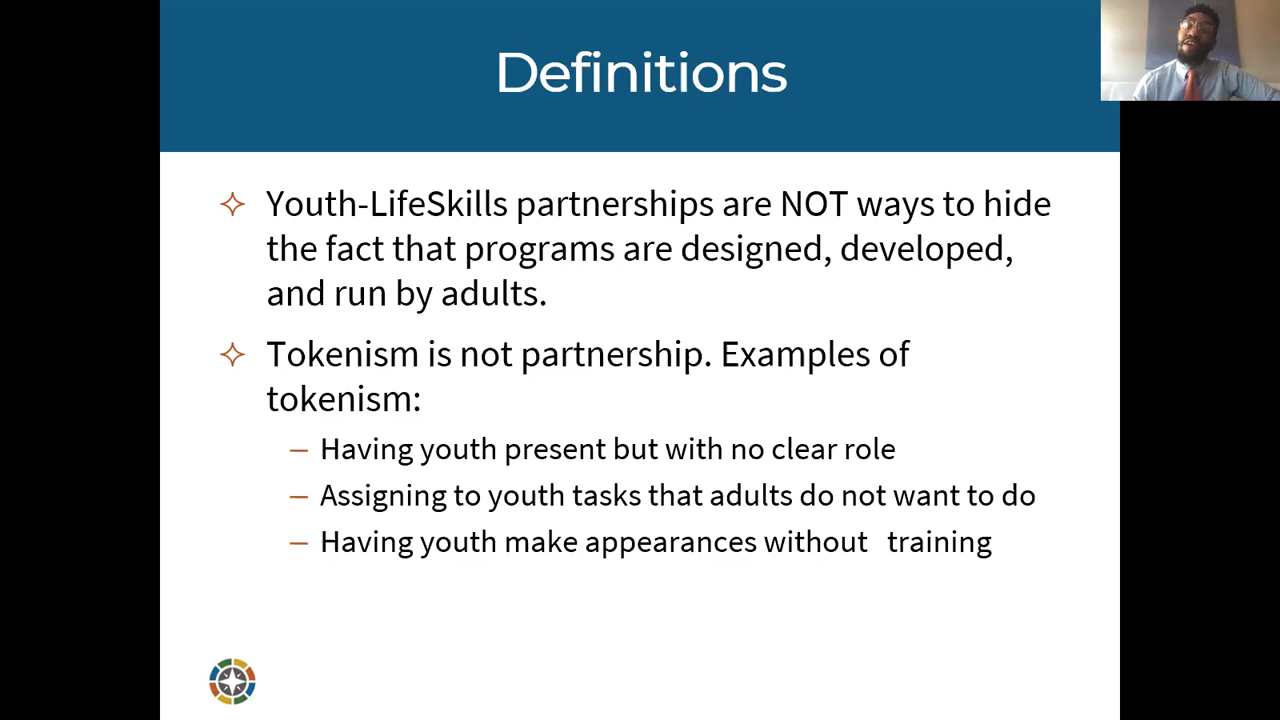 Definitions
Youth-LifeSkills partnerships are NOT ways to hide
the fact that programs are designed, developed,
and run by adults.
Tokenism is not partnership. Examples of
tokenism:
– Having youth present but with no clear role
– Assigning to youth tasks that adults do not want to do
– Having youth make appearances without training